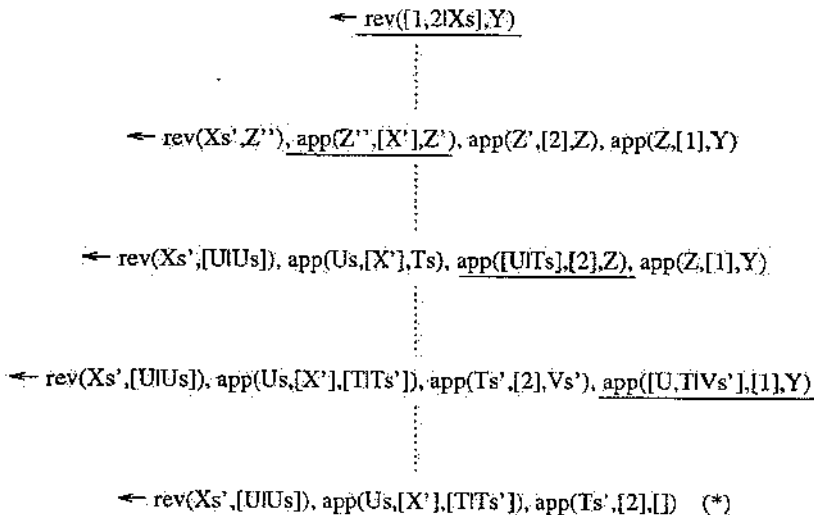 ← rev([1,2|Xs],Y)
← rev(Xs',Z''), app(Z'',[X'],Z'), app(Z',[2],Z), app(Z,[1],Y)
← rev(Xs',[U|Us]), app(Us,[X'],Ts), app([U|Ts],[2],Z), app(Z,[1],Y)
← rev(Xs',[U|Us]), app(Us,[X'],[T|Ts']), app(Ts',[2],Vs'), app([U,T|Vs'],[1],Y)
← rev(Xs',[U|Us]), app(Us,[X'],[T|Ts']), app(Ts',[2],[]) (*)